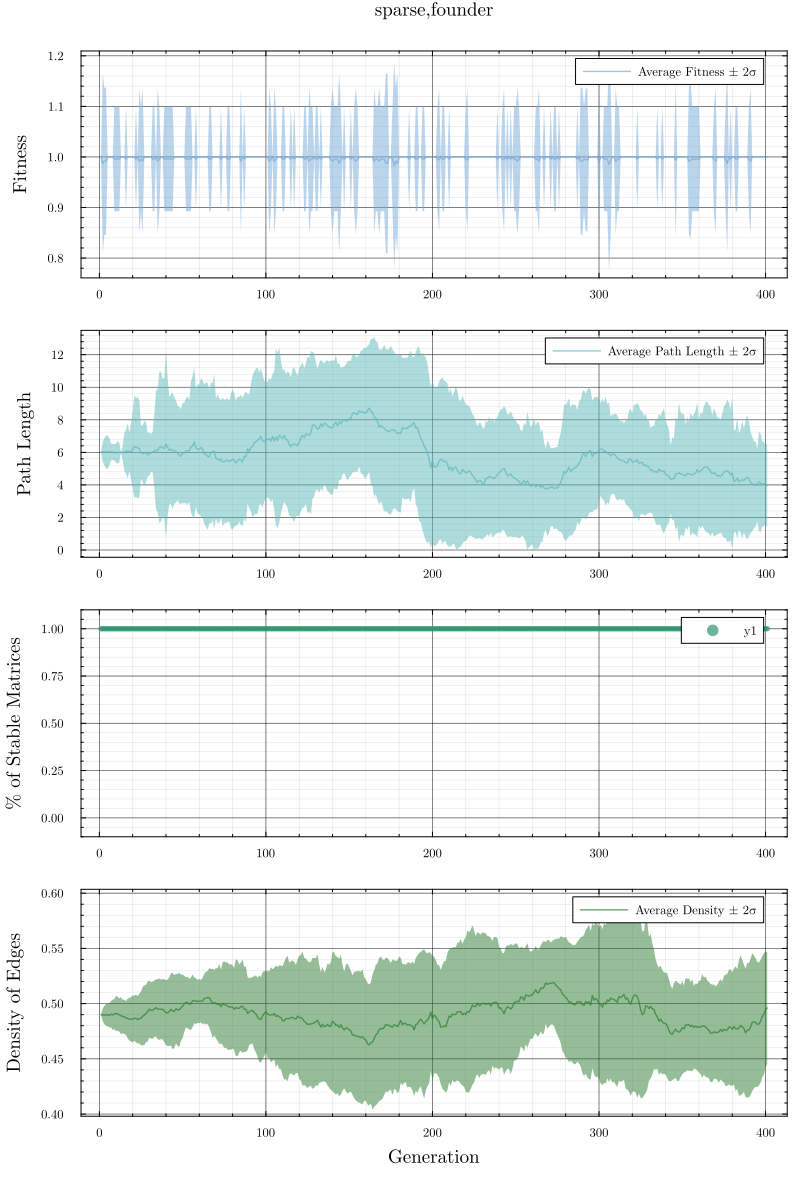 sparse,founder
1.2
1.1
1.0
0.9
0.8
Fitness
Average Fitness ± 2σ
0 100 200 300 400
12
10
8
6
4
2
0
Path Length
Average Path Length ± 2σ
0 100 200 300 400
1.00
0.75
0.50
0.25
0.00
% of Stable Matrices
y1
0 100 200 300 400
0.60
0.55
0.50
0.45
0.40
Density of Edges
Average Density ± 2σ
0 100 200 300 400
Generation